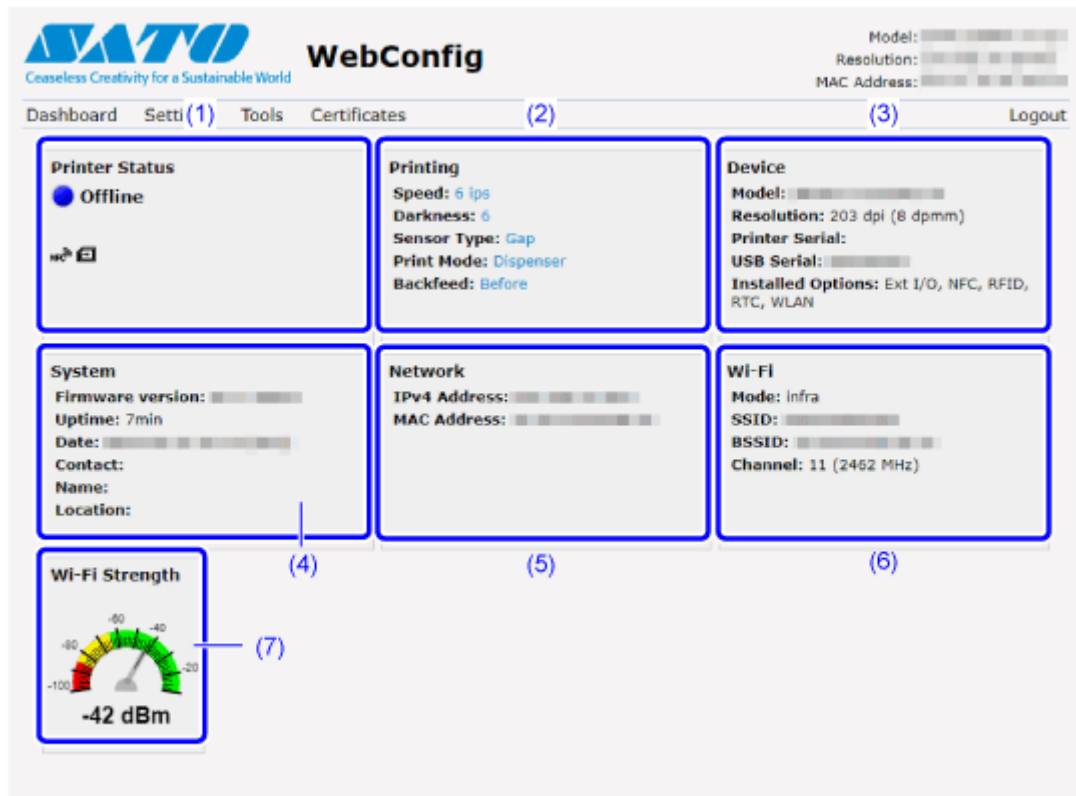 SATO
Ceaseless Creativity for a Sustainable World
WebConfig
Model:
Resolution:
MAC Address:
Dashboard Setti (1) Tools Certificates (2) (3) Logout
Printer Status
Offline
NFC
Printing
Speed: 6 ips
Darkness: 6
Sensor Type: Gap
Print Mode: Dispenser
Backfeed: Before
Device
Model:
Resolution: 203 dpi (8 dpmm)
Printer Serial:
USB Serial:
Installed Options: Ext I/O, NFC, RFID,
RTC, WLAN
System
Firmware version:
Uptime: 7min
Date:
Contact:
Name:
Location:
(4)
Network
IPv4 Address:
MAC Address:
(5)
Wi-Fi
Mode: infra
SSID:
BSSID:
Channel: 11 (2462 MHz)
(6)
Wi-Fi Strength
-100
-80
-60
-40
-20
-42 dBm
(7)